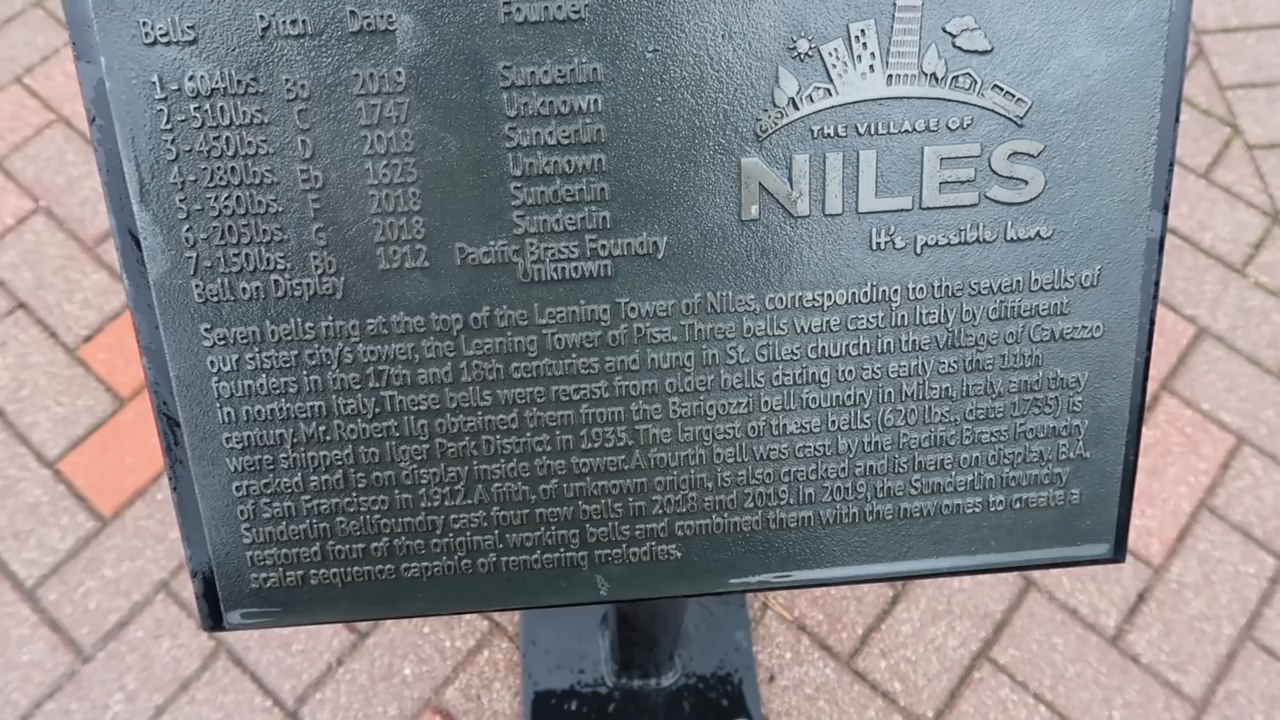 Bells Pitch Date Founder
1-604lbs. Bb 2019 Sunderlin
2-510lbs. C 1747 Unknown
3-450lbs. D 2018 Sunderlin
4-280lbs. Eb 1623 Unknown
5-360lbs. F 2018 Sunderlin
6-205lbs. G 2018 Sunderlin
7-150lbs. Bb 1912 Pacific Brass Foundry
Bell on Display Unknown
THE VILLAGE OF
NILES
It's possible here
Seven bells ring at the top of the Leaning Tower of Niles, corresponding to the seven bells of
our sister city's tower, the Leaning Tower of Pisa. Three bells were cast in Italy by different
founders in the 17th and 18th centuries and hung in St. Giles church in the village of Cavezzo
in northern Italy. These bells were recast from older bells dating to as early as the 11th
century. Mr. Robert Ilg obtained them from the Barigozzi bell foundry in Milan, Italy, and they
were shipped to Ilger Park District in 1935. The largest of these bells (620 lbs., date 1735) is
cracked and is on display inside the tower. A fourth bell was cast by the Pacific Brass Foundry
of San Francisco in 1912. A fifth, of unknown origin, is also cracked and is here on display. B.A.
Sunderlin Bellfoundry cast four new bells in 2018 and 2019. In 2019, the Sunderlin foundry
restored four of the original working bells and combined them with the new ones to create a
scalar sequence capable of rendering melodies.